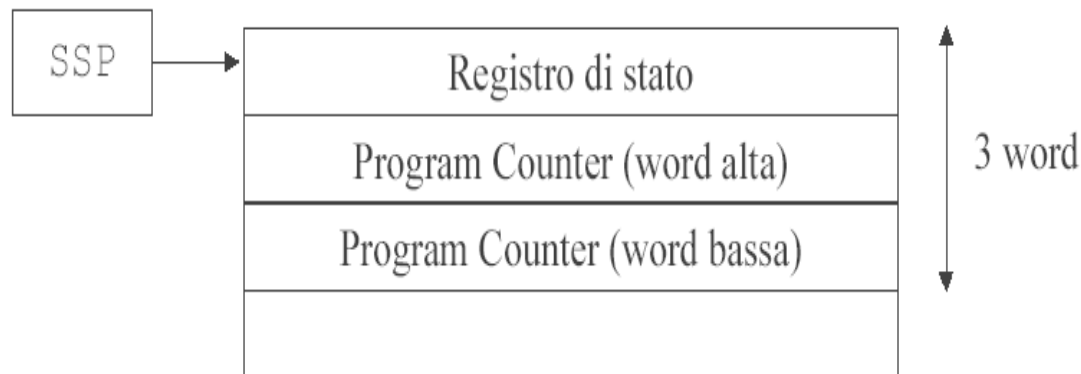 SSP
Registro di stato
Program Counter (word alta)
3 word
Program Counter (word bassa)